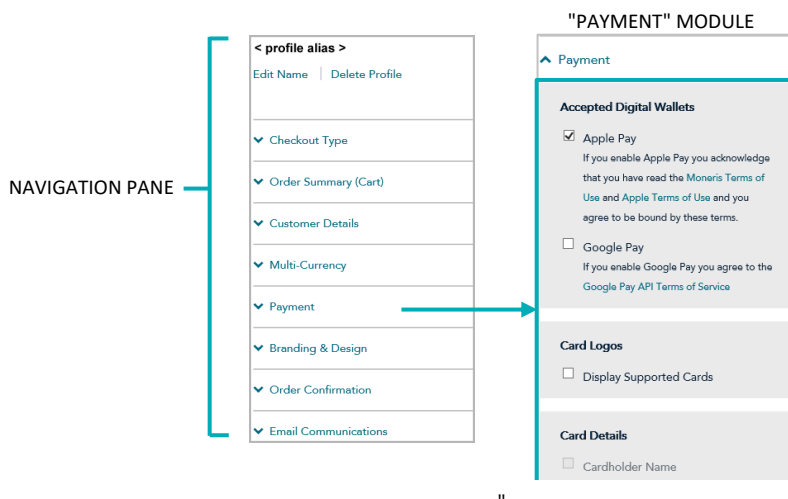 "PAYMENT" MODULE
< profile alias >
Edit Name | Delete Profile
Checkout Type
Order Summary (Cart)
Customer Details
Multi-Currency
Payment
Branding & Design
Order Confirmation
Email Communications
NAVIGATION PANE
Payment
Accepted Digital Wallets
Apple Pay
If you enable Apple Pay you acknowledge
that you have read the Moneris Terms of
Use and Apple Terms of Use and you
agree to be bound by these terms.
Google Pay
If you enable Google Pay you agree to the
Google Pay API Terms of Service
Card Logos
Display Supported Cards
Card Details
Cardholder Name
"